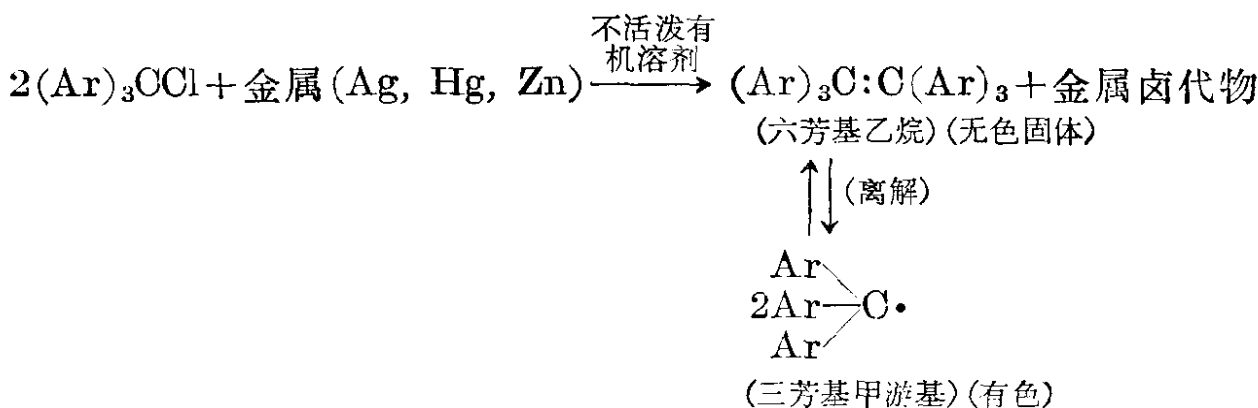 不活泼有
机溶剂
2(Ar)₃CCl+金属(Ag, Hg, Zn)⟶(Ar)₃C:C(Ar)₃+金属卤代物
(六芳基乙烷)(无色固体)
(离解)
Ar
2Ar—C•
Ar
(三芳基甲游基)(有色)